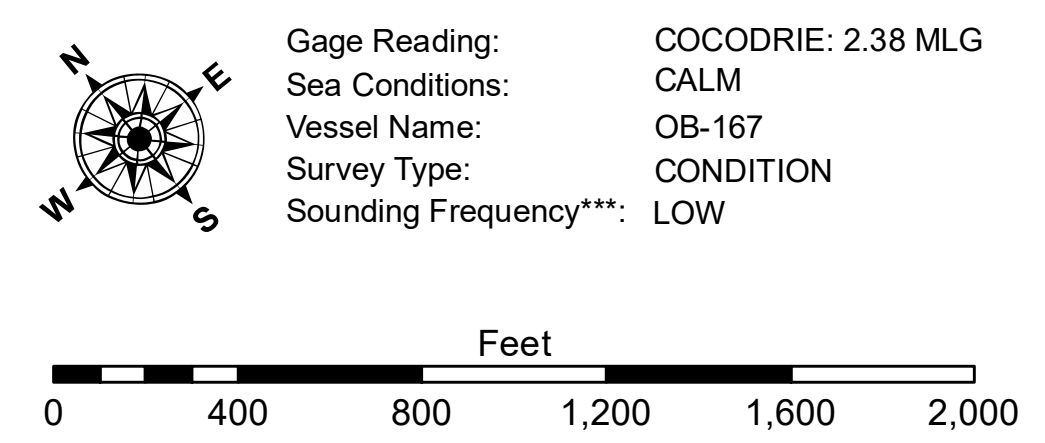 N
E
W
S
Gage Reading: COCODRIE: 2.38 MLG
Sea Conditions: CALM
Vessel Name: OB-167
Survey Type: CONDITION
Sounding Frequency***: LOW
Feet
0 400 800 1,200 1,600 2,000